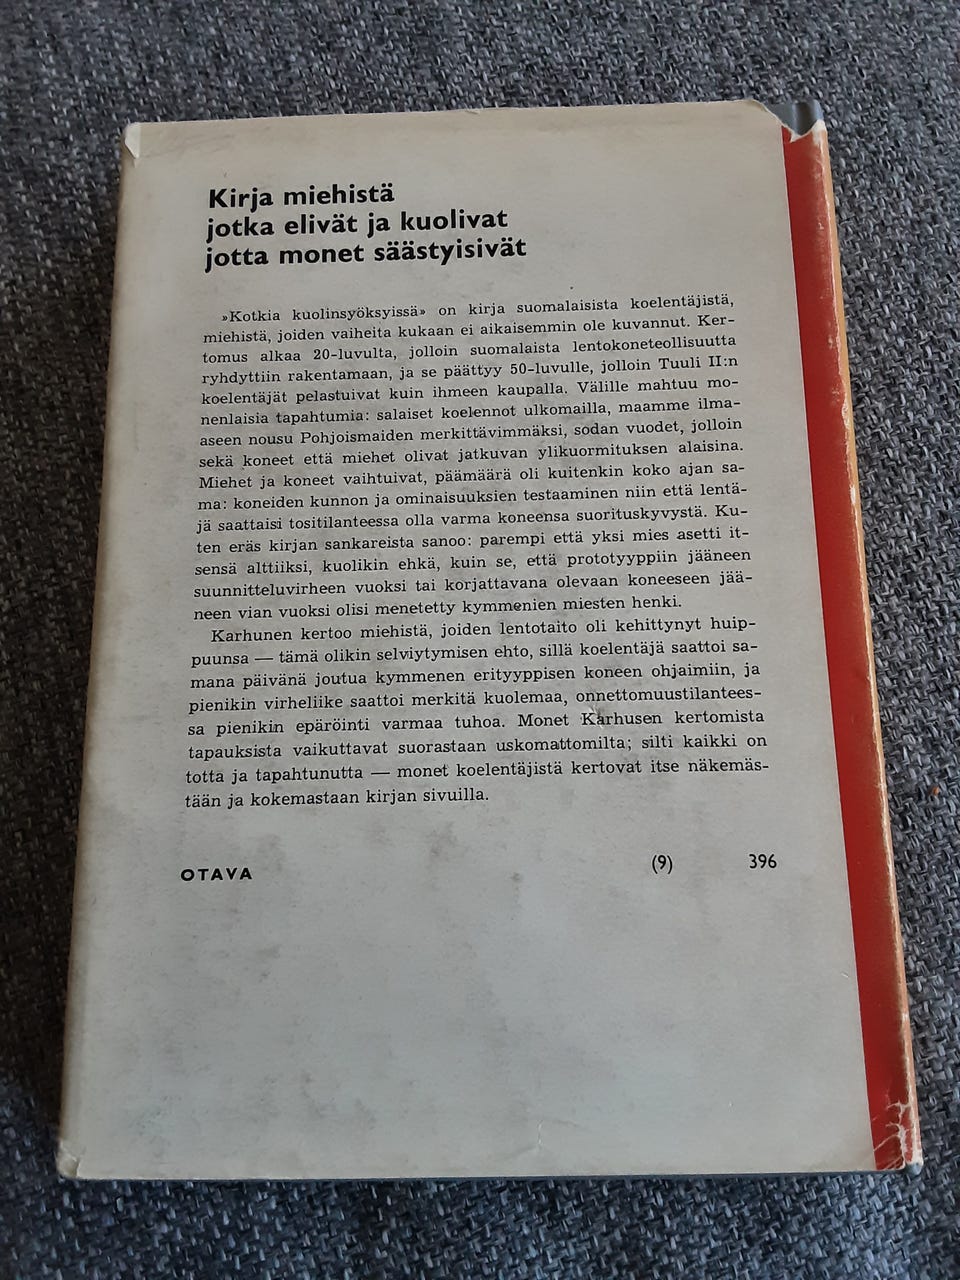 Kirja miehistä
jotka elivät ja kuolivat
jotta monet säästyisivät
»Kotkia kuolinsyöksyissä» on kirja suomalaisista koelentäjistä,
miehistä, joiden vaiheita kukaan ei aikaisemmin ole kuvannut. Ker-
tomus alkaa 20-luvulta, jolloin suomalaista lentokoneteollisuutta
ryhdyttiin rakentamaan, ja se päättyy 50-luvulle, jolloin Tuuli II:n
koelentäjät pelastuivat kuin ihmeen kaupalla. Välille mahtuu mo-
nenlaisia tapahtumia: salaiset koelennot ulkomailla, maamme ilma-
aseen nousu Pohjoismaiden merkittävimmäksi, sodan vuodet, jolloin
sekä koneet että miehet olivat jatkuvan ylikuormituksen alaisina.
Miehet ja koneet vaihtuivat, päämäärä oli kuitenkin koko ajan sa-
ma: koneiden kunnon ja ominaisuuksien testaaminen niin että lentä-
jä saattaisi tositilanteessa olla varma koneensa suorituskyvystä. Ku-
ten eräs kirjan sankareista sanoo: parempi että yksi mies asetti it-
sensä alttiiksi, kuolikin ehkä, kuin se, että prototyyppiin jääneen
suunnitteluvirheen vuoksi tai korjattavana olevaan koneeseen jää-
neen vian vuoksi olisi menetetty kymmenien miesten henki.
Karhunen kertoo miehistä, joiden lentotaito oli kehittynyt huip-
puunsa — tämä olikin selviytymisen ehto, sillä koelentäjä saattoi sa-
mana päivänä joutua kymmenen erityyppisen koneen ohjaimiin, ja
pienikin virheliike saattoi merkitä kuolemaa, onnettomuustilantees-
sa pienikin epäröinti varmaa tuhoa. Monet Karhusen kertomista
tapauksista vaikuttavat suorastaan uskomattomilta; silti kaikki on
totta ja tapahtunutta — monet koelentäjistä kertovat itse näkemäs-
tään ja kokemastaan kirjan sivuilla.
OTAVA (9) 396